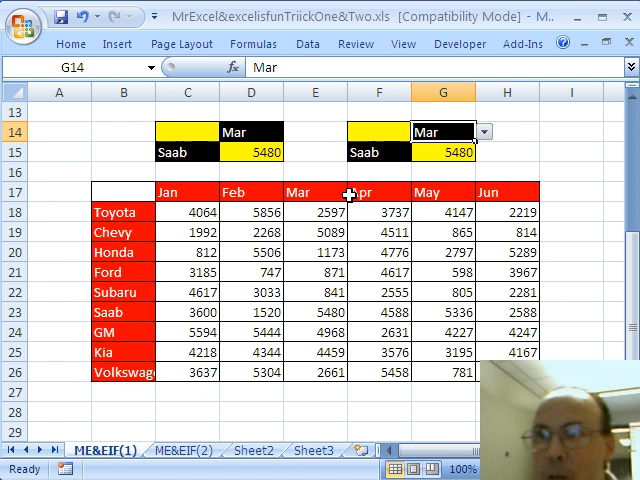 MrExcel&excelisfunTriickOne&Two.xls [Compatibility Mode] - M..
Home Insert Page Layout Formulas Data Review View Developer Add-Ins
G14 fx Mar
A B C D E F G H I
13
14 Mar Mar
15 Saab 5480 Saab 5480
16
17 Jan Feb Mar Apr May Jun
18 Toyota 4064 5856 2597 3737 4147 2219
19 Chevy 1992 2268 5089 4511 865 814
20 Honda 812 5506 1173 4776 2797 5289
21 Ford 3185 747 871 4617 598 3967
22 Subaru 4617 3033 841 2555 805 2281
23 Saab 3600 1520 5480 4588 5336 2588
24 GM 5594 5444 4968 2631 4227 4247
25 Kia 4218 4344 4459 3576 3195 4167
26 Volkswage 3637 5304 2661 5458 781
27
28
29
ME&EIF(1) ME&EIF(2) Sheet2 Sheet3
Ready 100%